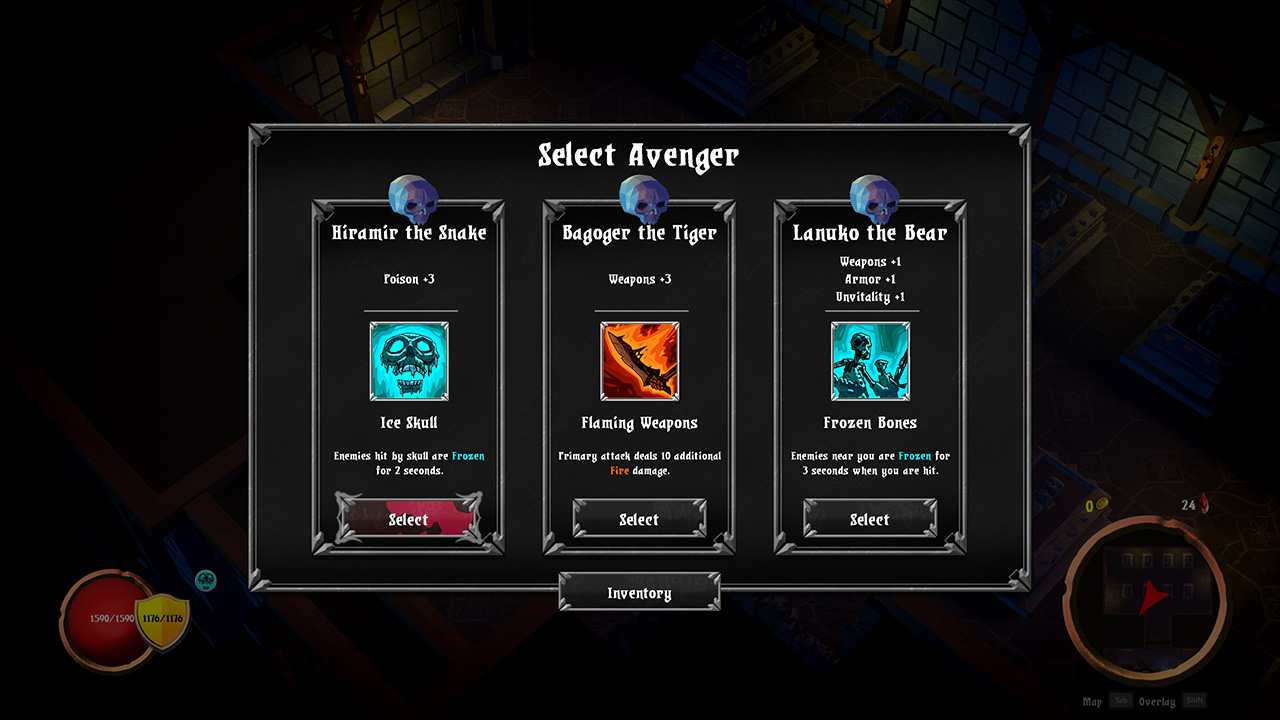 Select Avenger
Hiramir the Snake
Poison +3
Ice Skull
Enemies hit by skull are Frozen
for 2 seconds.
Select
Bagoger the Tiger
Weapons +3
Flaming Weapons
Primary attack deals 10 additional
Fire damage.
Select
Lanuko the Bear
Weapons +1
Armor +1
Unvitality +1
Frozen Bones
Enemies near you are Frozen for
3 seconds when you are hit.
Select
Inventory
1590/1590
1176/1176
0
24
Map Tab Overlay Shift